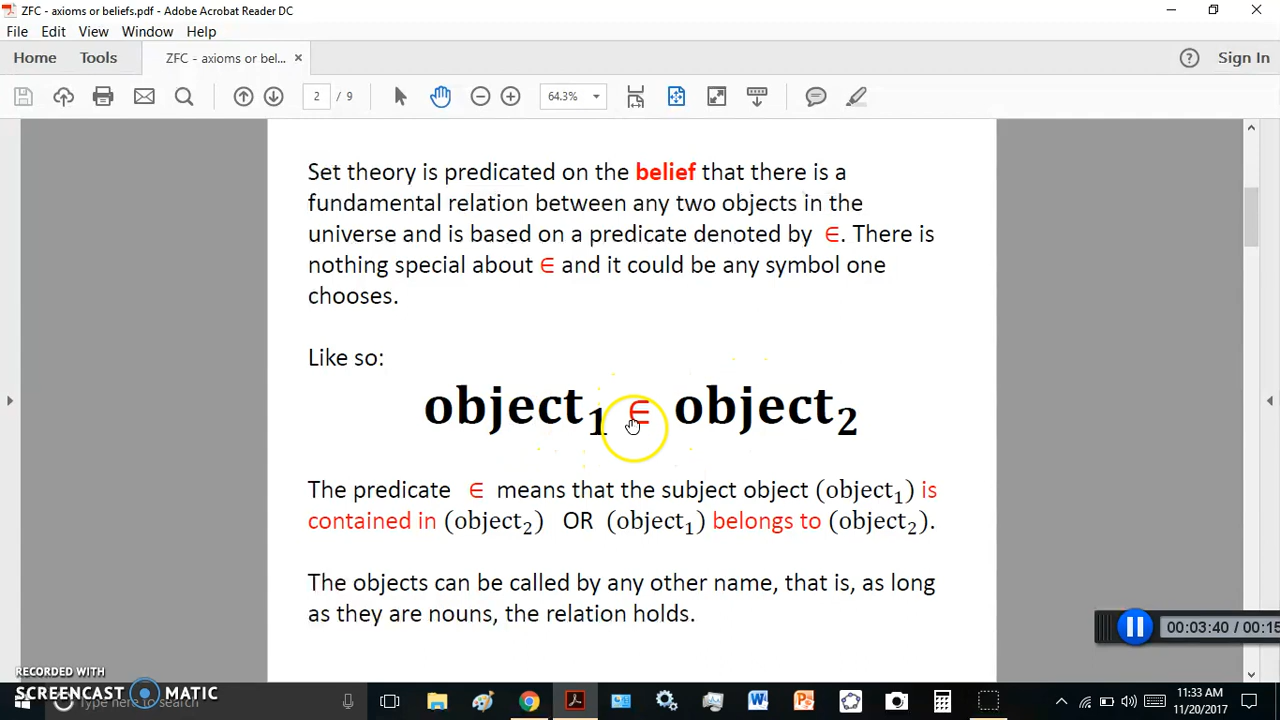 ZFC - axioms or beliefs.pdf - Adobe Acrobat Reader DC
File Edit View Window Help
Home Tools ZFC - axioms or bel... × Sign In
2 / 9 64.3%
Set theory is predicated on the belief that there is a
fundamental relation between any two objects in the
universe and is based on a predicate denoted by ∈. There is
nothing special about ∈ and it could be any symbol one
chooses.
Like so:
object₁ ∈ object₂
The predicate ∈ means that the subject object (object₁) is
contained in (object₂) OR (object₁) belongs to (object₂).
The objects can be called by any other name, that is, as long
as they are nouns, the relation holds.
00:03:40 / 00:15
RECORDED WITH
SCREENCAST MATIC
Type here to search
11:33 AM
11/20/2017